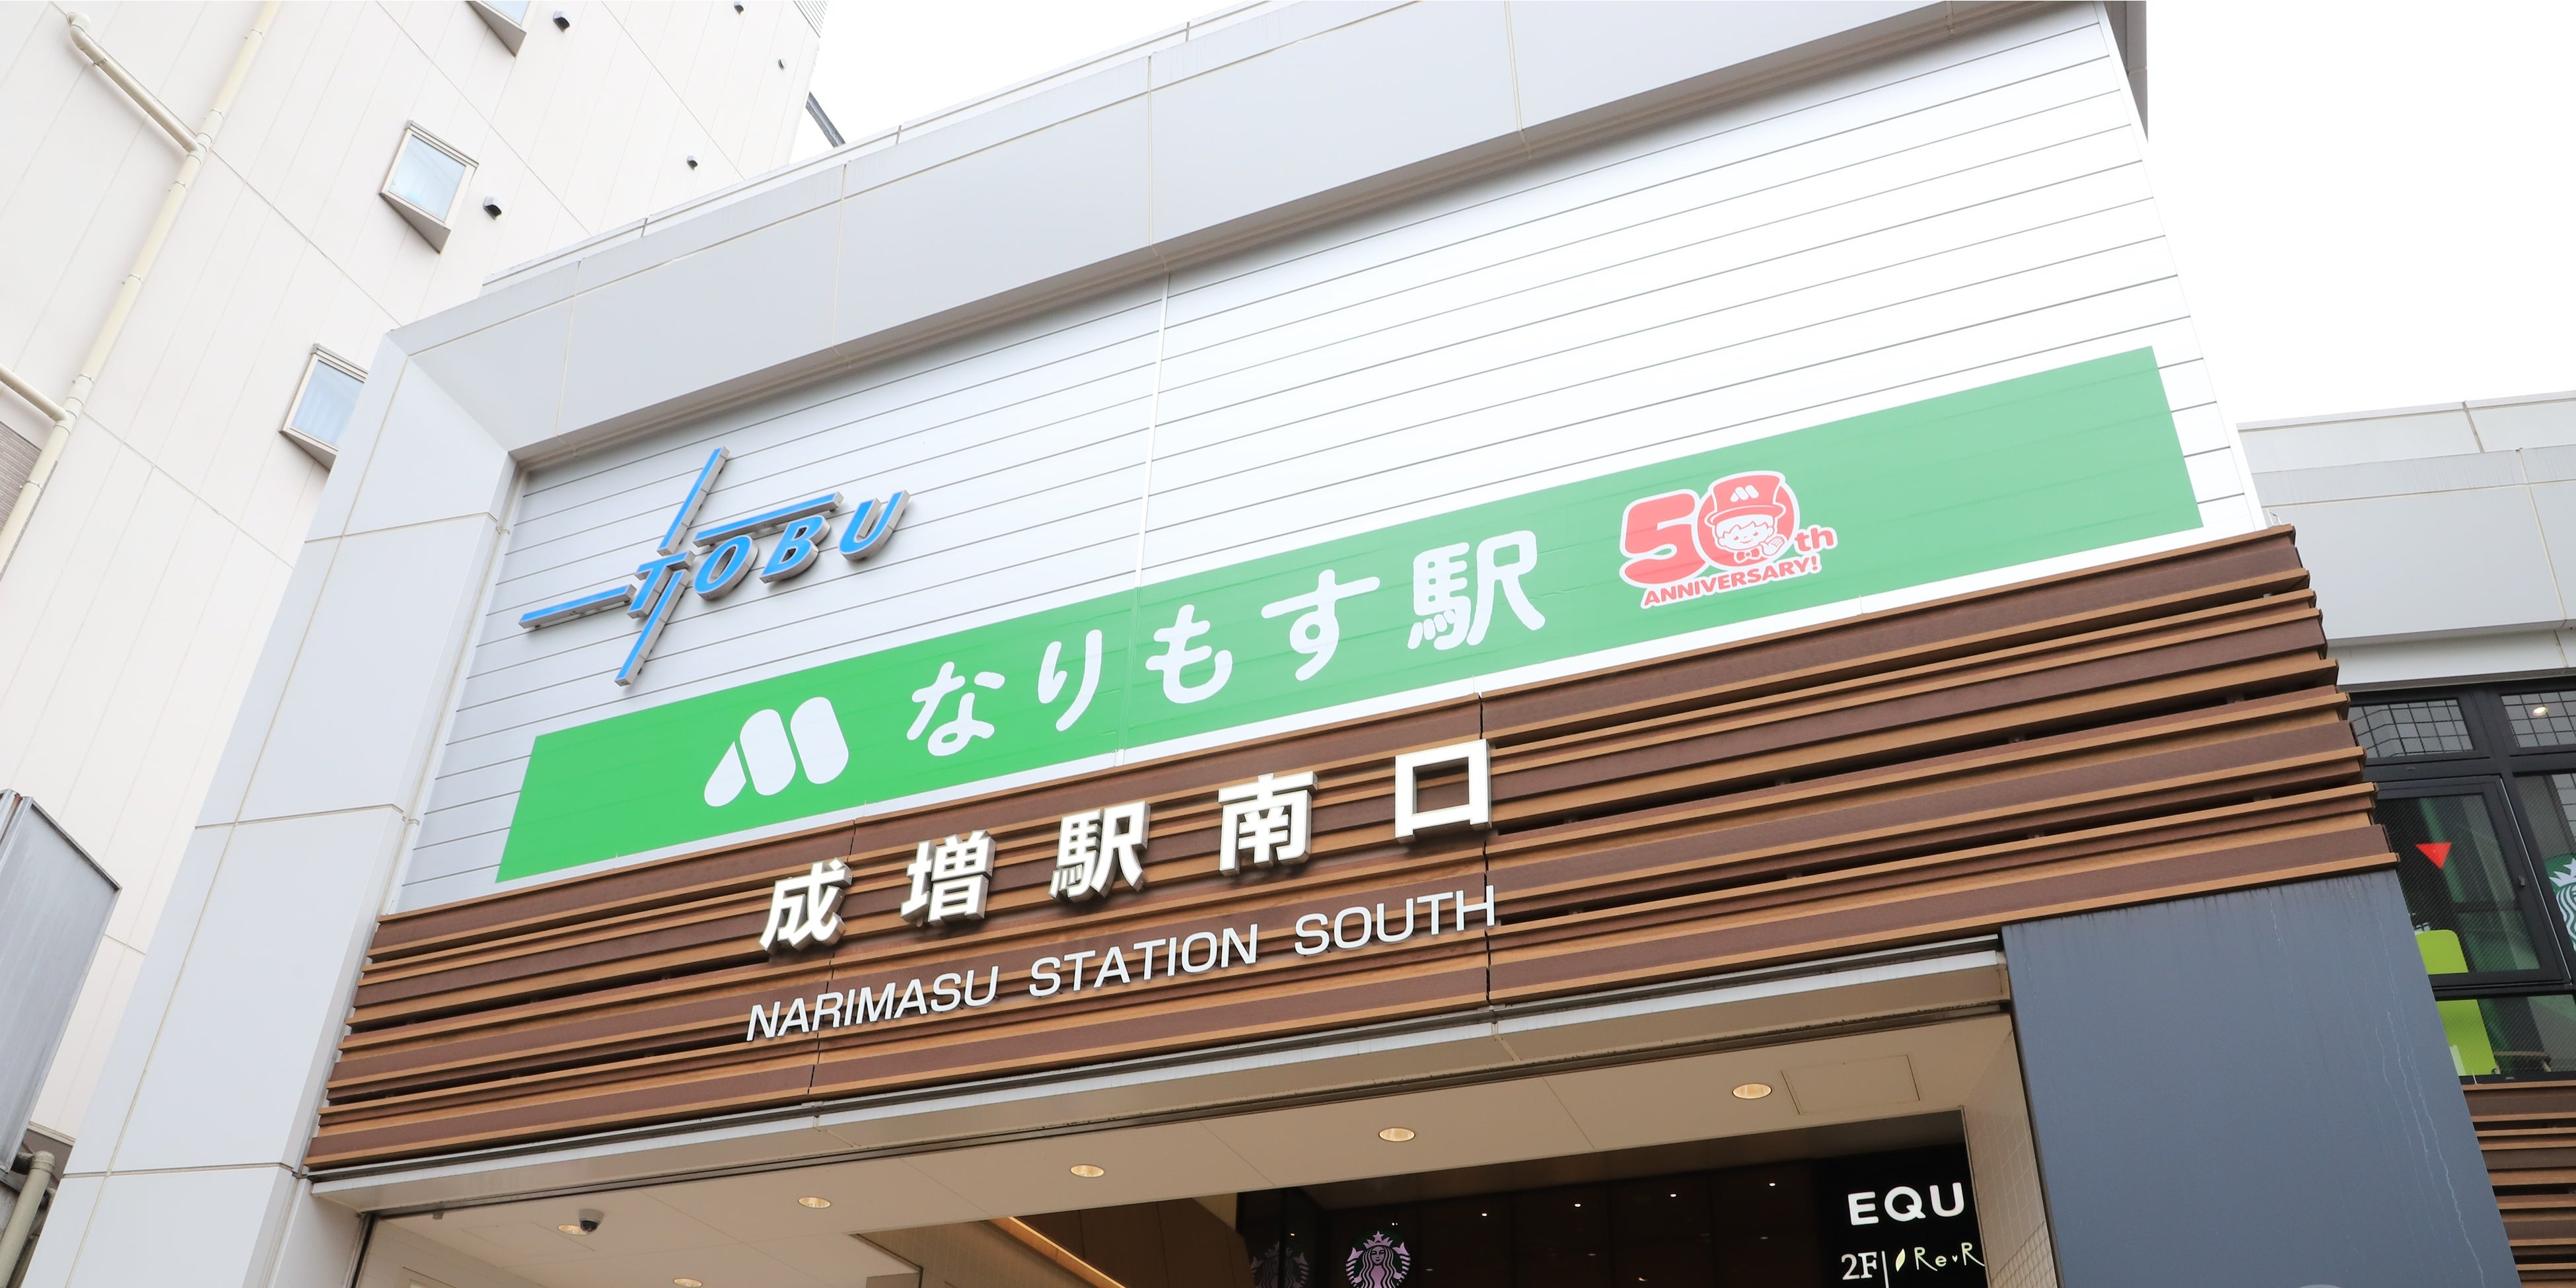 TOBU
なりもす駅
50th
ANNIVERSARY!
成増駅南口
NARIMASU STATION SOUTH
EQU
2F